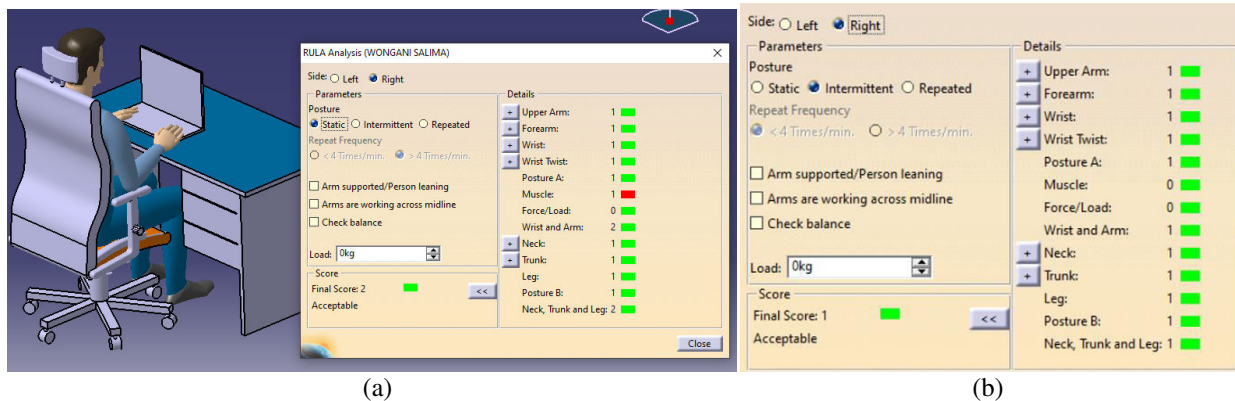 RULA Analysis (WONGANI SALIMA)
Side: Left Right
Parameters
Posture
Static Intermittent Repeated
Repeat Frequency
< 4 Times/min. > 4 Times/min.
Arm supported/Person leaning
Arms are working across midline
Check balance
Load: 0kg
Score
Final Score: 2
<<
Acceptable
Details
+ Upper Arm: 1
+ Forearm: 1
+ Wrist: 1
+ Wrist Twist: 1
Posture A: 1
Muscle: 1
Force/Load: 0
Wrist and Arm: 2
+ Neck: 1
+ Trunk: 1
Leg: 1
Posture B: 1
Neck, Trunk and Leg: 2
Close
(a)
Side: Left Right
Parameters
Posture
Static Intermittent Repeated
Repeat Frequency
< 4 Times/min. > 4 Times/min.
Arm supported/Person leaning
Arms are working across midline
Check balance
Load: 0kg
Score
Final Score: 1
<<
Acceptable
Details
+ Upper Arm: 1
+ Forearm: 1
+ Wrist: 1
+ Wrist Twist: 1
Posture A: 1
Muscle: 0
Force/Load: 0
Wrist and Arm: 1
+ Neck: 1
+ Trunk: 1
Leg: 1
Posture B: 1
Neck, Trunk and Leg: 1
(b)